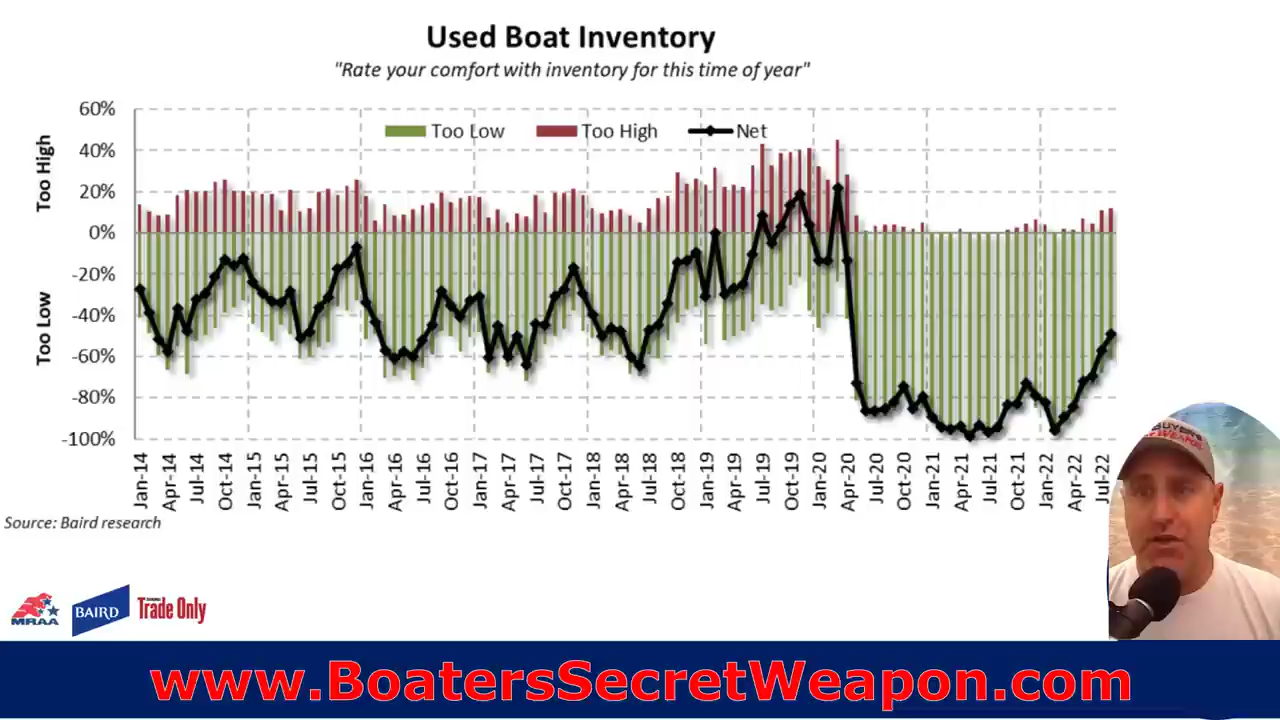 Used Boat Inventory
"Rate your comfort with inventory for this time of year"
60%
40%
20%
0%
-20%
-40%
-60%
-80%
-100%
Too High
Too Low
Too Low Too High Net
Jan-14 Apr-14 Jul-14 Oct-14 Jan-15 Apr-15 Jul-15 Oct-15 Jan-16 Apr-16 Jul-16 Oct-16 Jan-17 Apr-17 Jul-17 Oct-17 Jan-18 Apr-18 Jul-18 Oct-18 Jan-19 Apr-19 Jul-19 Oct-19 Jan-20 Apr-20 Jul-20 Oct-20 Jan-21 Apr-21 Jul-21 Oct-21 Jan-22 Apr-22 Jul-22
Source: Baird research
MRAA BAIRD Trade Only
WEAPON
www.BoatersSecretWeapon.com